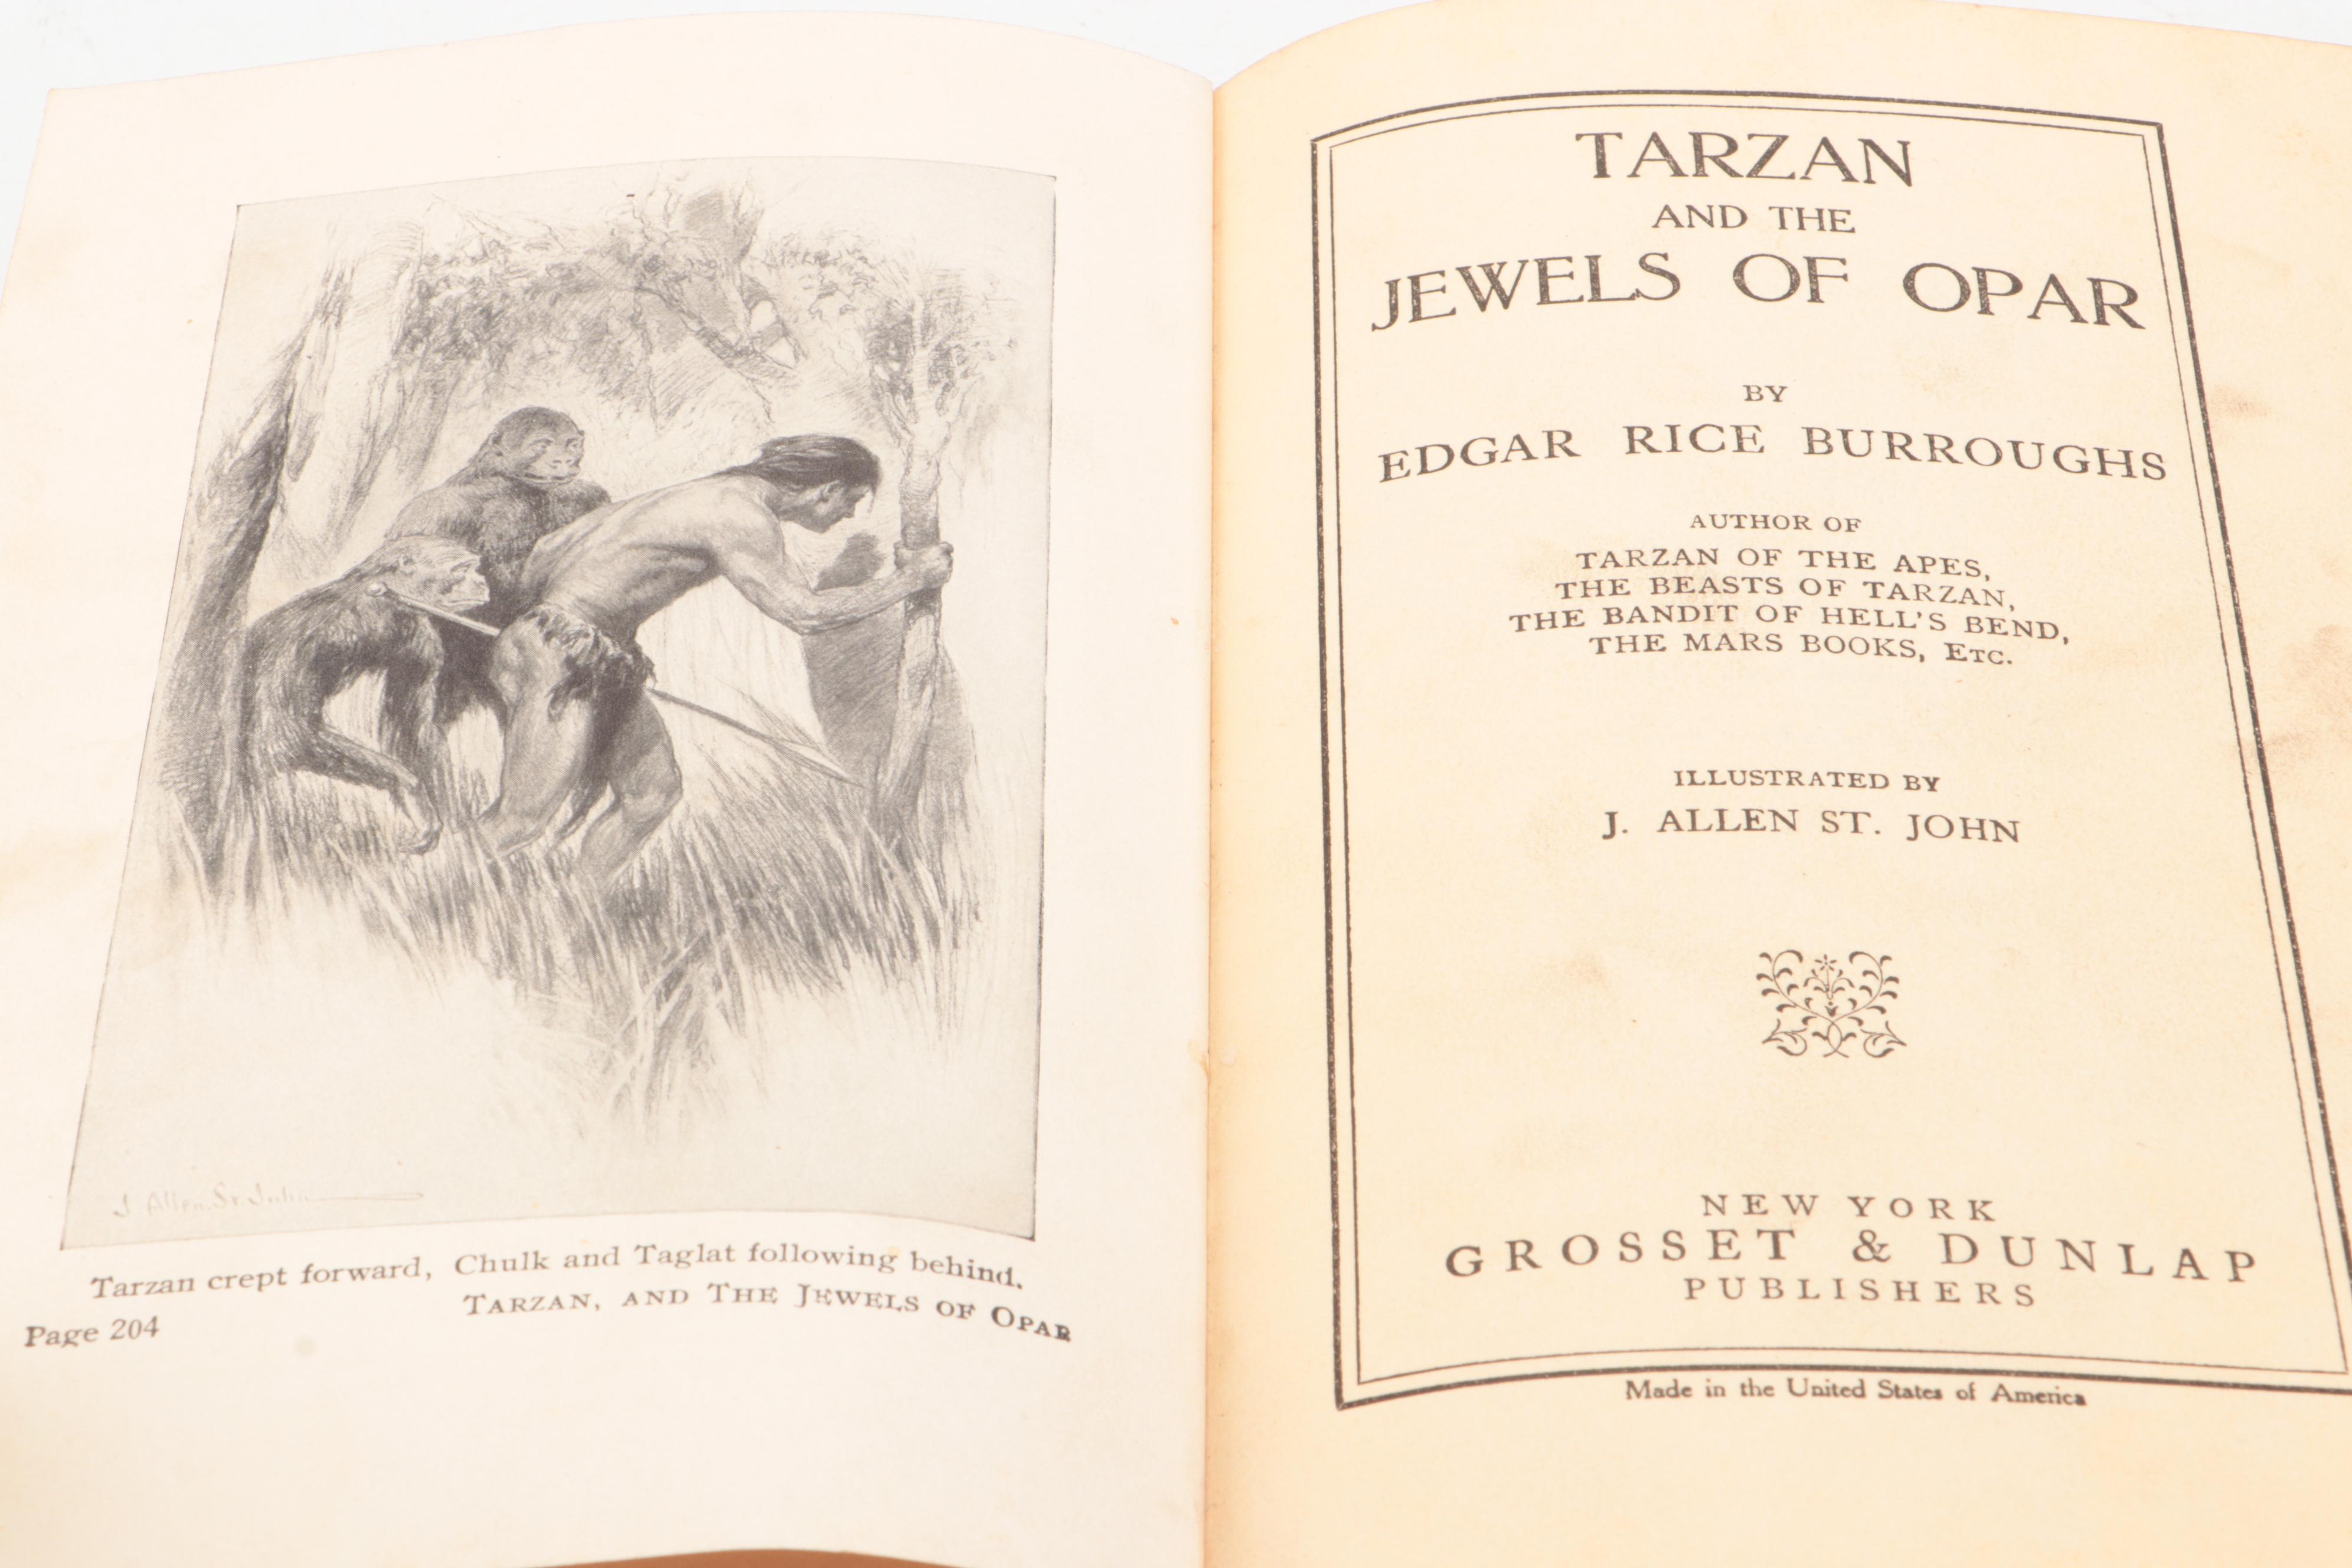 J. Allen. St. John
Tarzan crept forward, Chulk and Taglat following behind.
TARZAN, AND THE JEWELS OF OPAR
Page 204
TARZAN
AND THE
JEWELS OF OPAR
BY
EDGAR RICE BURROUGHS
AUTHOR OF
TARZAN OF THE APES,
THE BEASTS OF TARZAN,
THE BANDIT OF HELL'S BEND,
THE MARS BOOKS, ETC.
ILLUSTRATED BY
J. ALLEN ST. JOHN
NEW YORK
GROSSET & DUNLAP
PUBLISHERS
Made in the United States of America